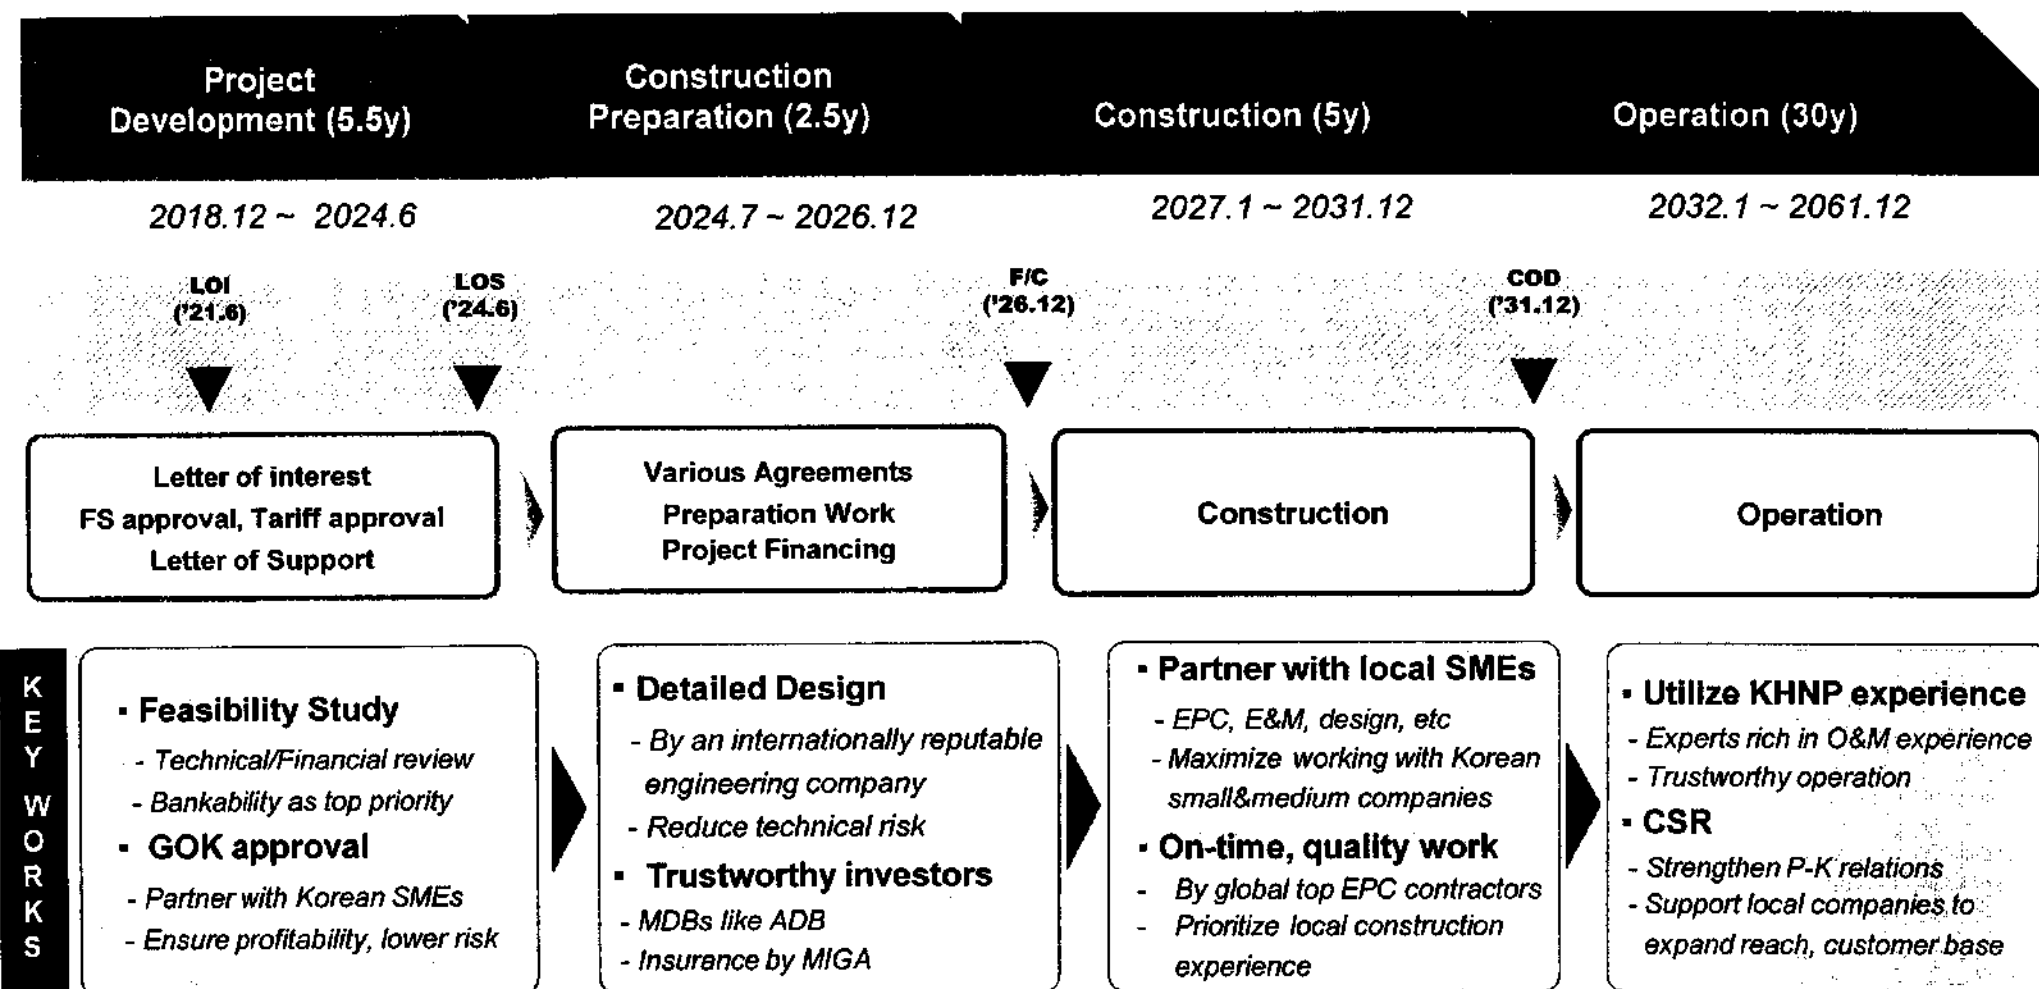 Project
Development (5.5y)
Construction
Preparation (2.5y)
Construction (5y)
Operation (30y)
2018.12 ~ 2024.6
2024.7 ~ 2026.12
2027.1 ~ 2031.12
2032.1 ~ 2061.12
LOI
('21.6)
LOS
('24.6)
F/C
('26.12)
COD
('31.12)
Letter of interest
FS approval, Tariff approval
Letter of Support
Various Agreements
Preparation Work
Project Financing
Construction
Operation
KEY WORKS
▪ Feasibility Study
- Technical/Financial review
- Bankability as top priority
▪ GOK approval
- Partner with Korean SMEs
- Ensure profitability, lower risk
▪ Detailed Design
- By an internationally reputable
engineering company
- Reduce technical risk
▪ Trustworthy investors
- MDBs like ADB
- Insurance by MIGA
▪ Partner with local SMEs
- EPC, E&M, design, etc
- Maximize working with Korean
small&medium companies
▪ On-time, quality work
- By global top EPC contractors
- Prioritize local construction
experience
▪ Utilize KHNP experience
- Experts rich in O&M experience
- Trustworthy operation
▪ CSR
- Strengthen P-K relations
- Support local companies to
expand reach, customer base